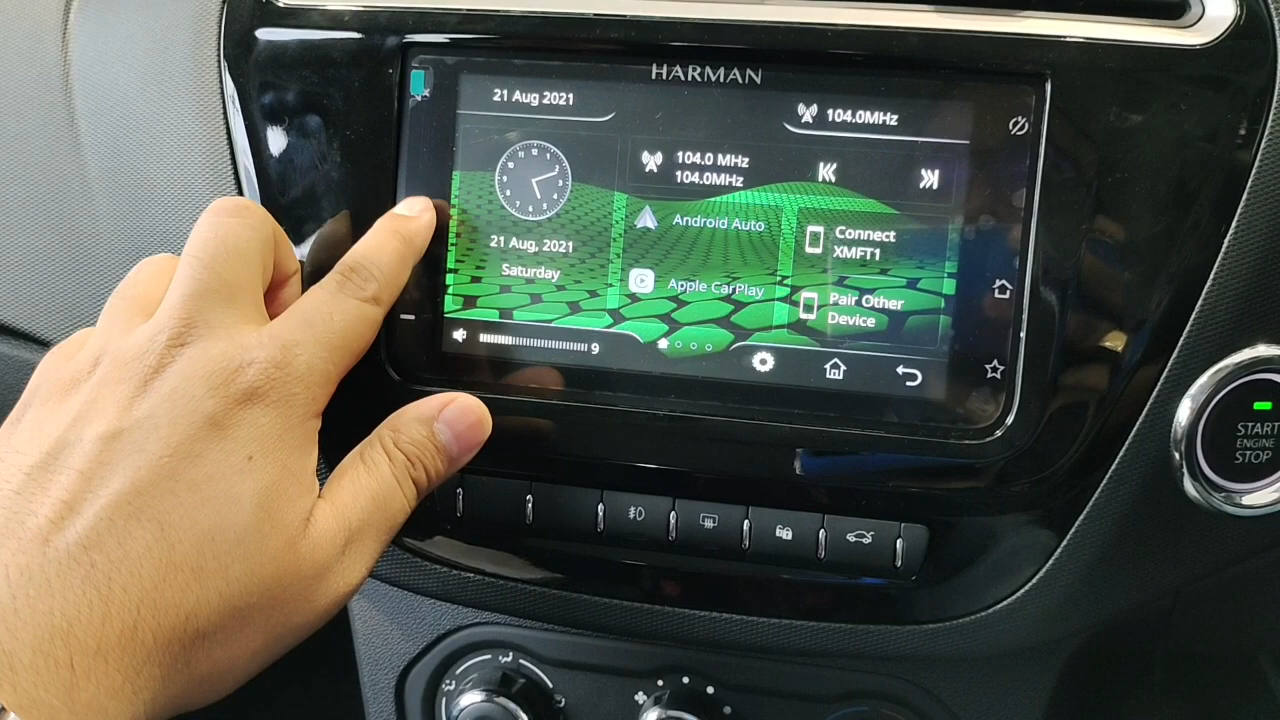 HARMAN
21 Aug 2021
104.0MHz
104.0 MHz
104.0MHz
21 Aug, 2021
Saturday
Android Auto
Apple CarPlay
Connect
XMFT1
Pair Other
Device
9
START
ENGINE
STOP